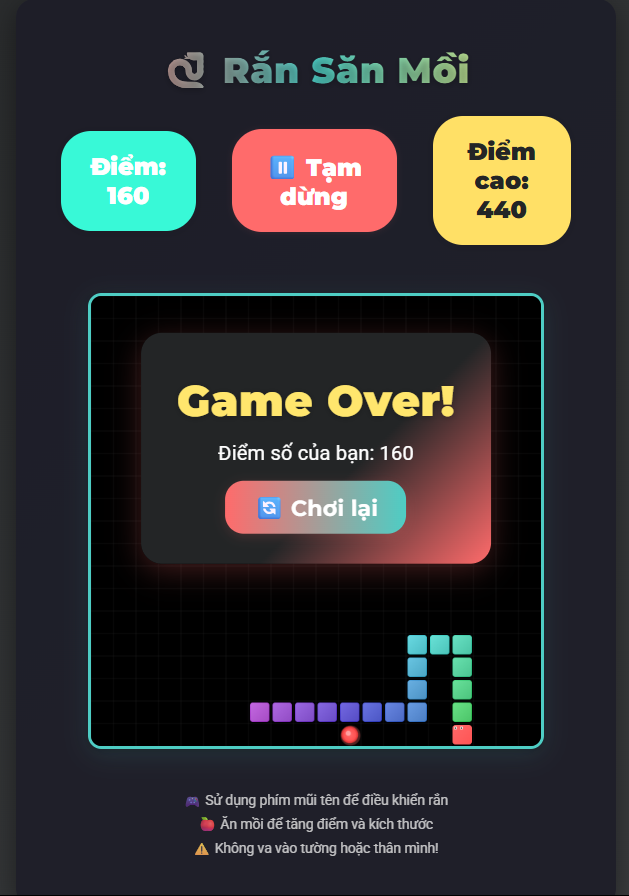 Rắn Săn Mồi
Điểm:
160
⏸️ Tạm
dừng
Điểm
cao:
440
Game Over!
Điểm số của bạn: 160
🔄 Chơi lại
🎮 Sử dụng phím mũi tên để điều khiển rắn
🍎 Ăn mồi để tăng điểm và kích thước
⚠️ Không va vào tường hoặc thân mình!